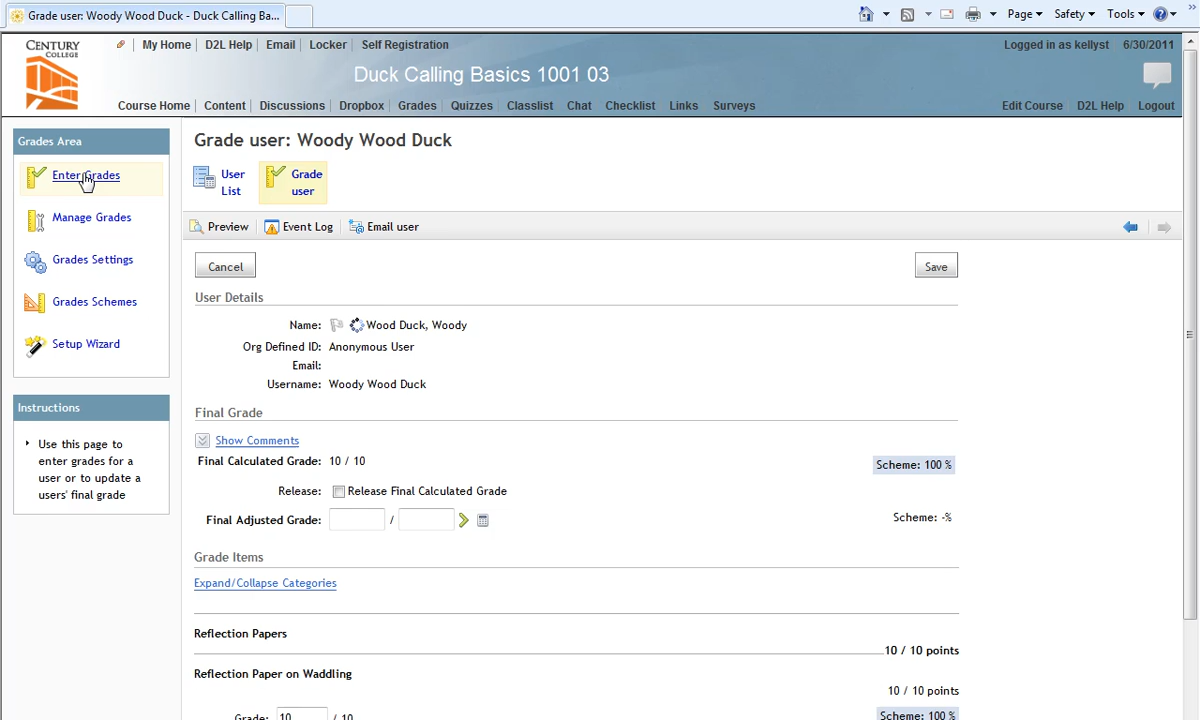 Grade user: Woody Wood Duck - Duck Calling Ba...
Page Safety Tools
CENTURY COLLEGE
My Home D2L Help Email Locker Self Registration
Logged in as kellyst 6/30/2011
Duck Calling Basics 1001 03
Course Home Content Discussions Dropbox Grades Quizzes Classlist Chat Checklist Links Surveys
Edit Course D2L Help Logout
Grades Area
Enter Grades
Manage Grades
Grades Settings
Grades Schemes
Setup Wizard
Instructions
Use this page to
enter grades for a
user or to update a
users' final grade
Grade user: Woody Wood Duck
User List
Grade user
Preview Event Log Email user
Cancel Save
User Details
Name: Wood Duck, Woody
Org Defined ID: Anonymous User
Email:
Username: Woody Wood Duck
Final Grade
Show Comments
Final Calculated Grade: 10 / 10 Scheme: 100 %
Release: Release Final Calculated Grade
Final Adjusted Grade: / Scheme: -%
Grade Items
Expand/Collapse Categories
Reflection Papers
10 / 10 points
Reflection Paper on Waddling
10 / 10 points
Grade: 10 / 10 Scheme: 100 %